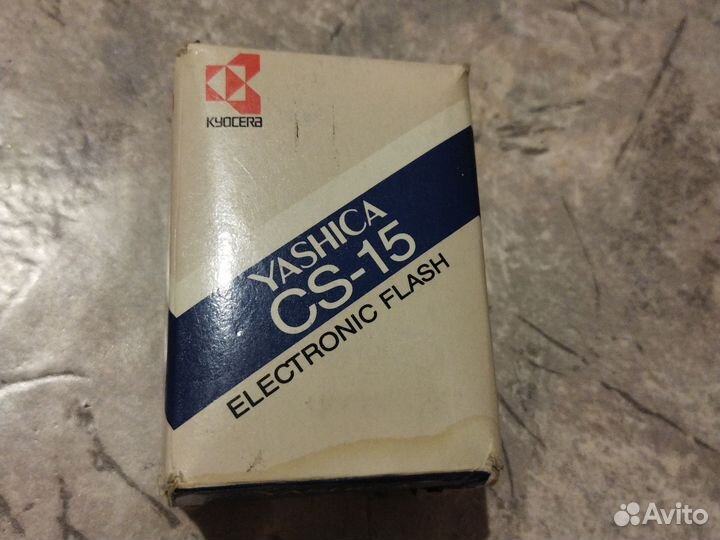 KYOCERa
YASHICA
CS-15
ELECTRONIC FLASH
Avito